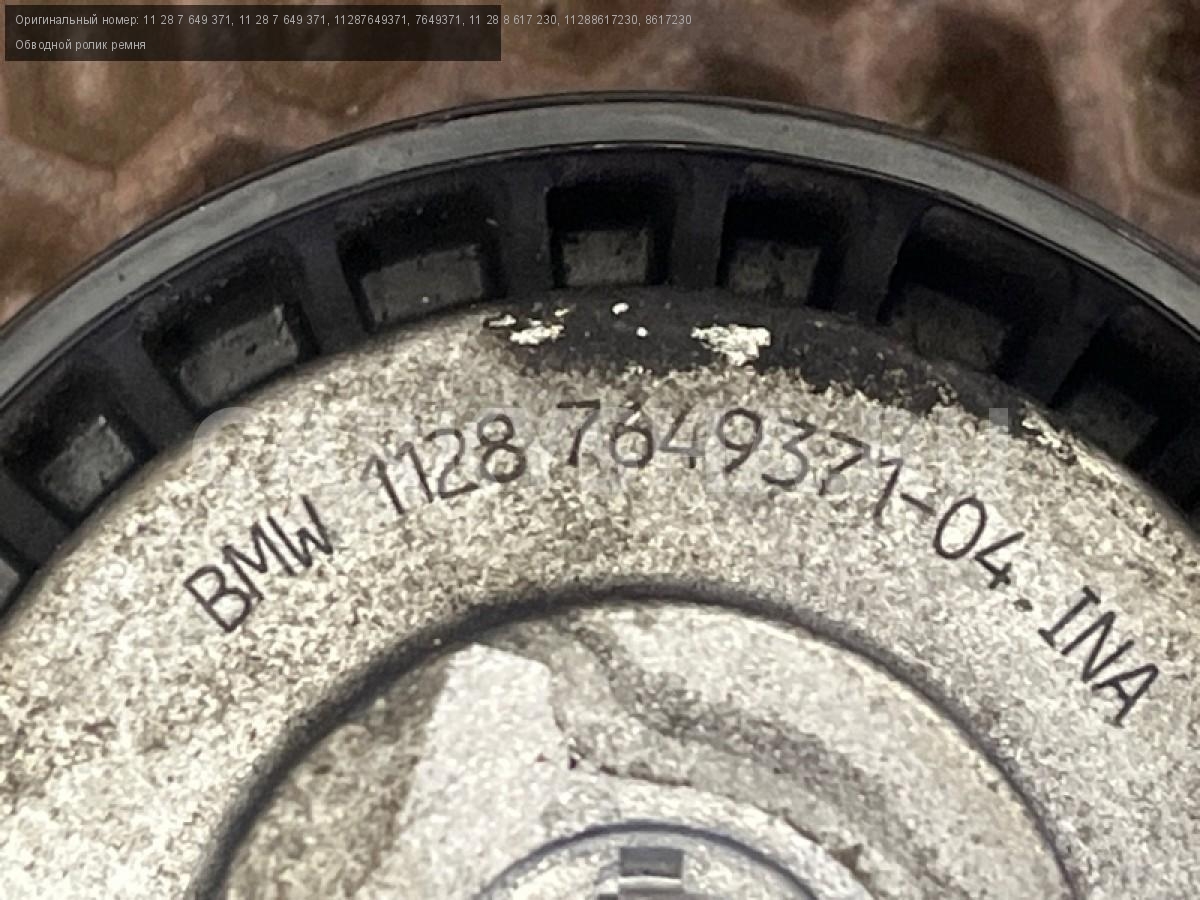 Оригинальный номер: 11 28 7 649 371, 11 28 7 649 371, 11287649371, 7649371, 11 28 8 617 230, 11288617230, 8617230
Обводной ролик ремня
BMW 1128 7649371-04. INA